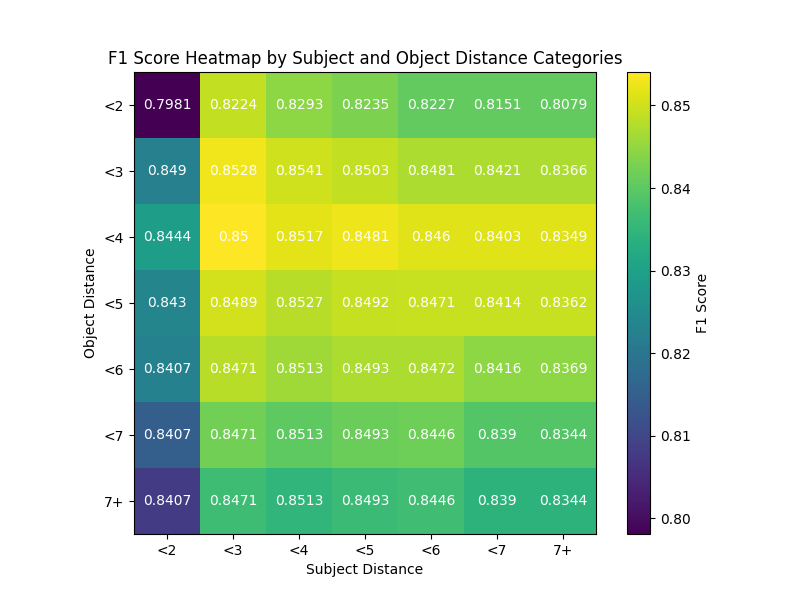 F1 Score Heatmap by Subject and Object Distance Categories
<2 0.7981 0.8224 0.8293 0.8235 0.8227 0.8151 0.8079
<3 0.849 0.8528 0.8541 0.8503 0.8481 0.8421 0.8366
<4 0.8444 0.85 0.8517 0.8481 0.846 0.8403 0.8349
<5 0.843 0.8489 0.8527 0.8492 0.8471 0.8414 0.8362
<6 0.8407 0.8471 0.8513 0.8493 0.8472 0.8416 0.8369
<7 0.8407 0.8471 0.8513 0.8493 0.8446 0.839 0.8344
7+ 0.8407 0.8471 0.8513 0.8493 0.8446 0.839 0.8344
<2 <3 <4 <5 <6 <7 7+
Subject Distance
Object Distance
0.85
0.84
0.83
0.82
0.81
0.80
F1 Score